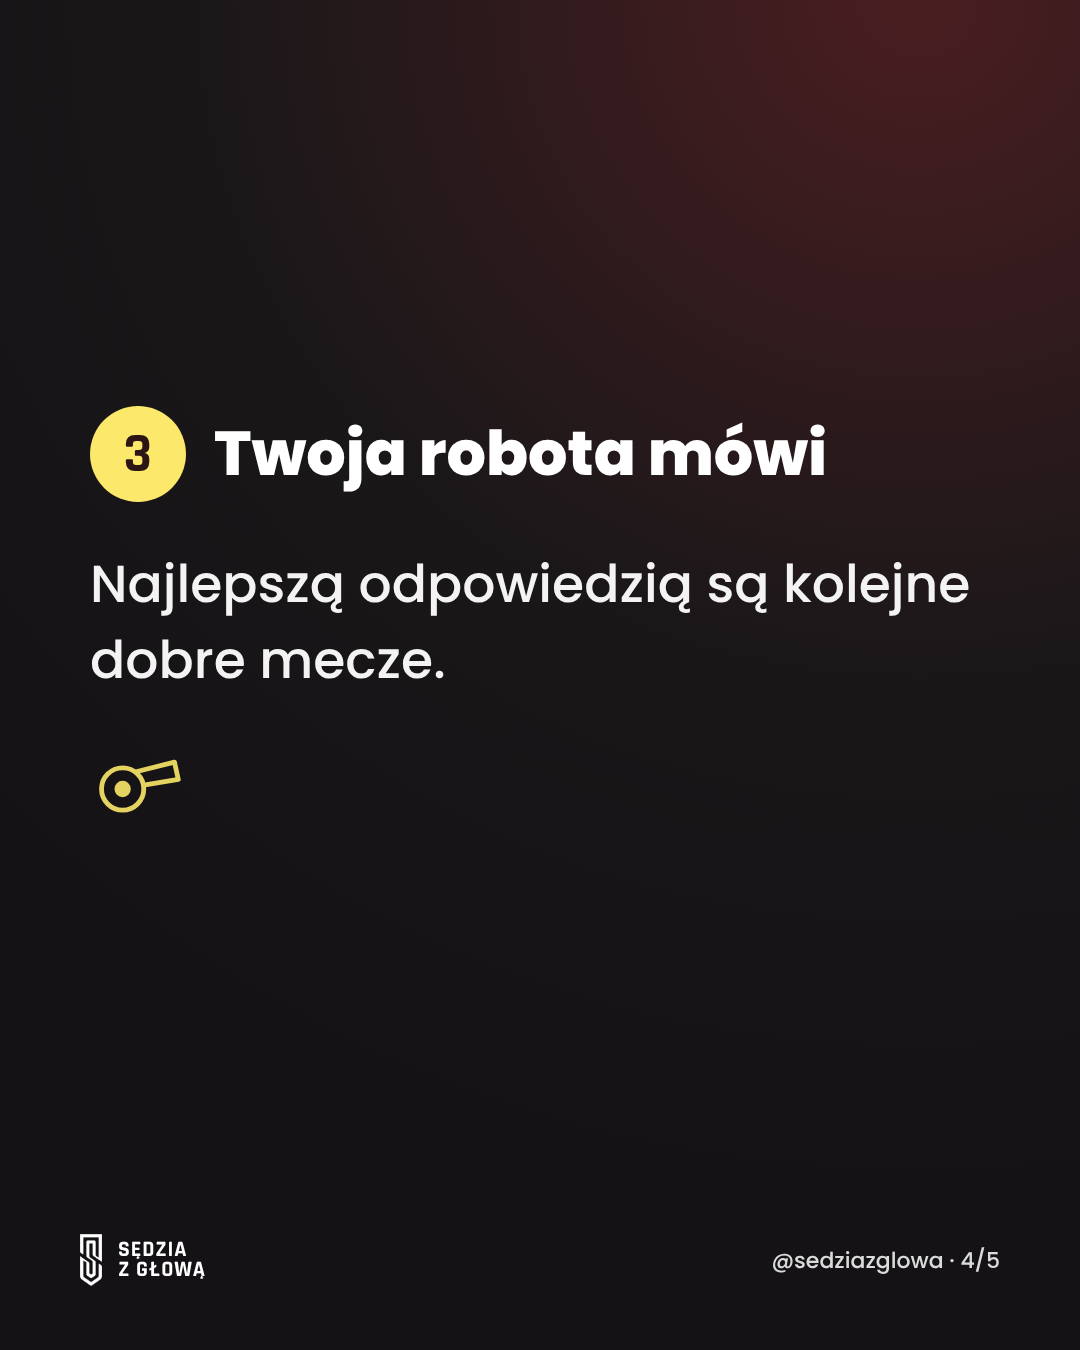 3 Twoja robota mówi
Najlepszą odpowiedzią są kolejne
dobre mecze.
SĘDZIA
Z GŁOWĄ
@sedziazglowa · 4/5